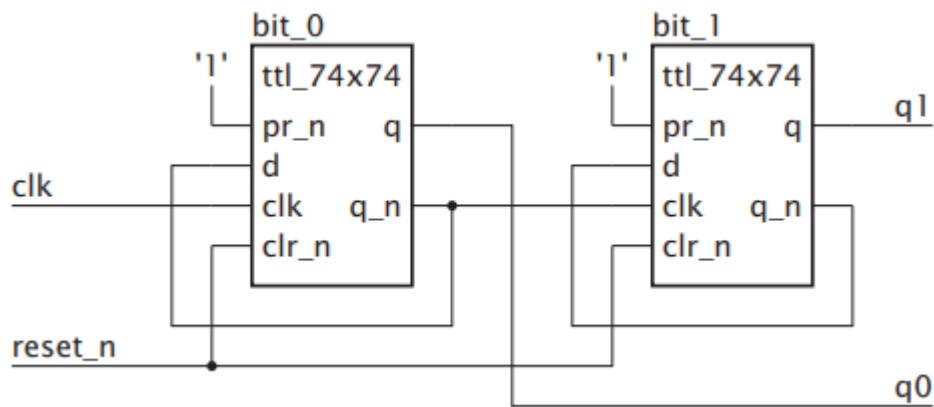 bit_0
'1'
ttl_74x74
pr_n q
d
clk
clk q_n
clr_n
reset_n
bit_1
'1'
ttl_74x74
pr_n q
d
clk q_n
clr_n
q1
q0